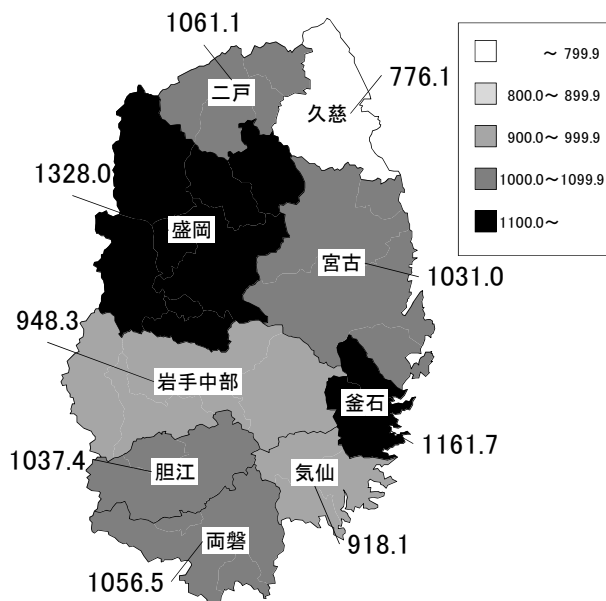 1061.1
二戸
776.1
久慈
1328.0
盛岡
宮古
1031.0
948.3
岩手中部
釜石
1161.7
1037.4
胆江
気仙
918.1
両磐
1056.5
～ 799.9
800.0～ 899.9
900.0～ 999.9
1000.0～1099.9
1100.0～